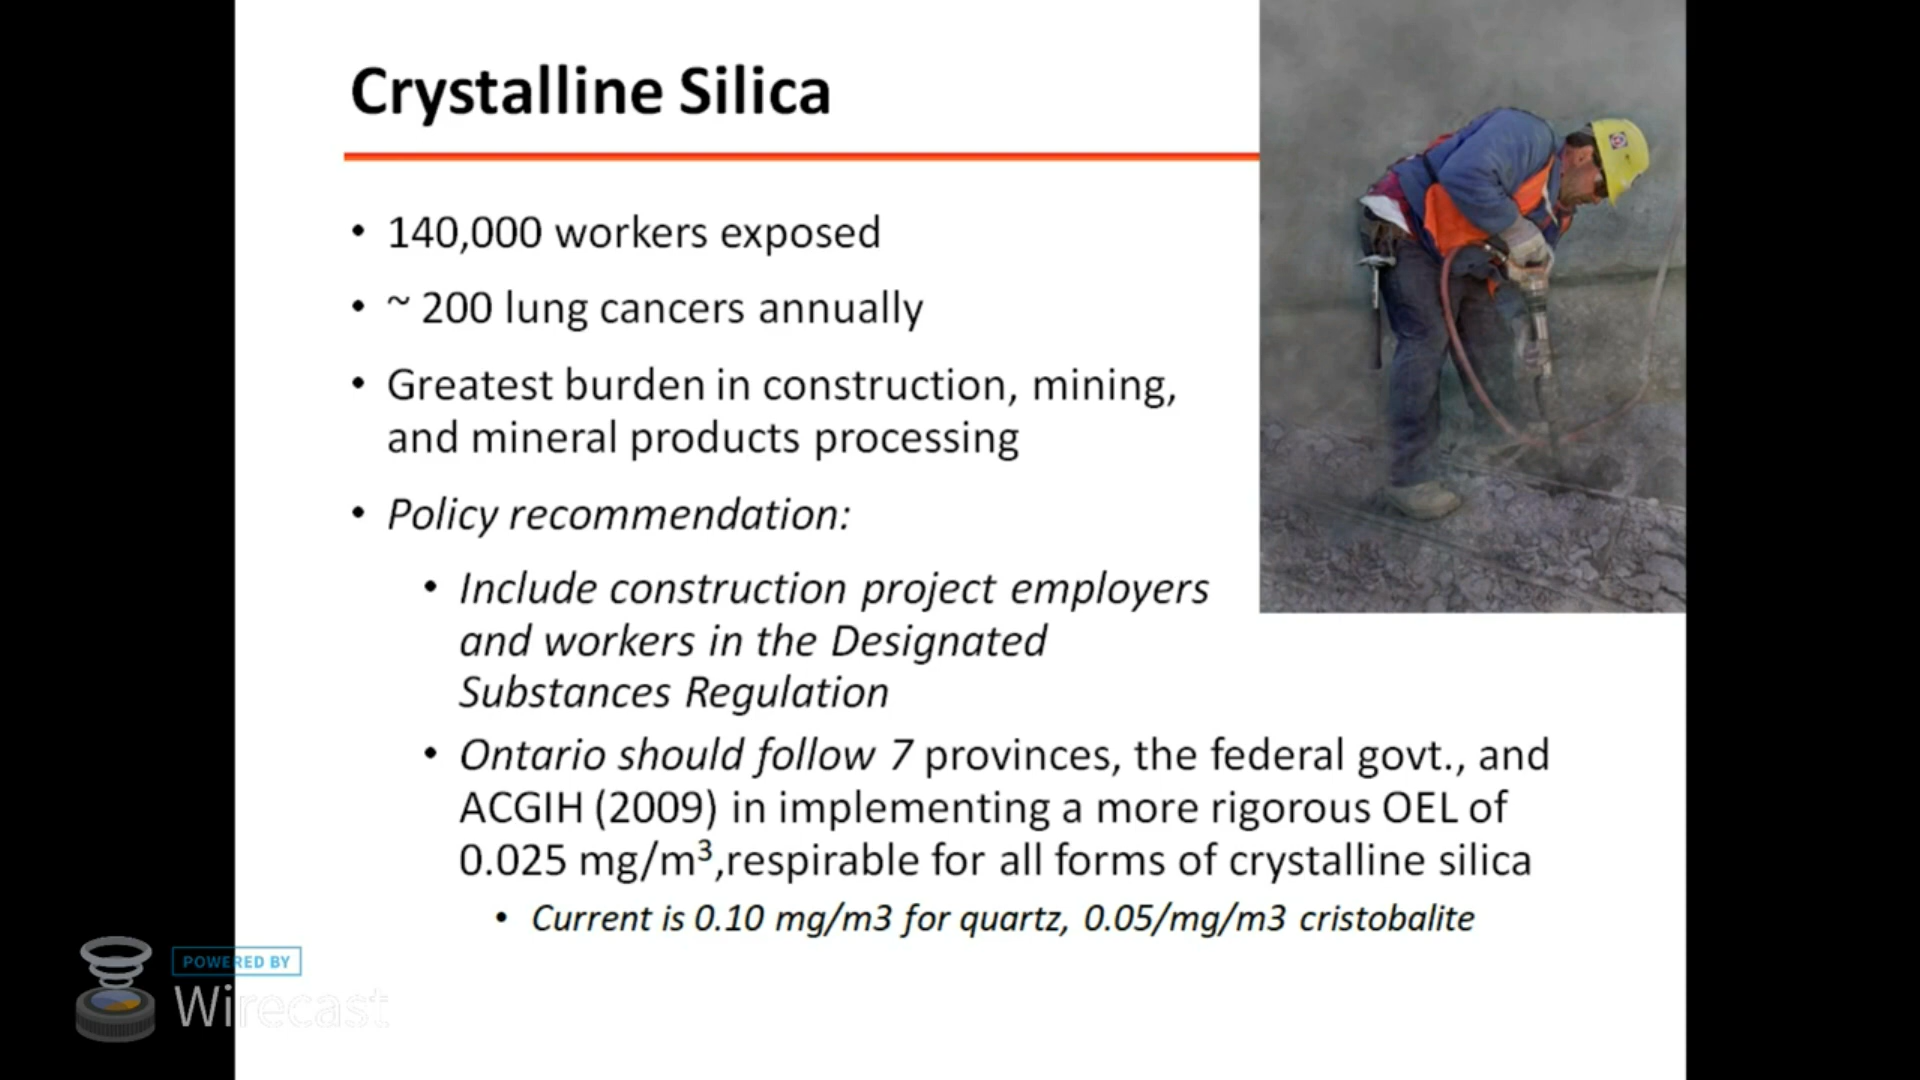 Crystalline Silica
• 140,000 workers exposed
• ~ 200 lung cancers annually
• Greatest burden in construction, mining,
and mineral products processing
• Policy recommendation:
• Include construction project employers
and workers in the Designated
Substances Regulation
• Ontario should follow 7 provinces, the federal govt., and
ACGIH (2009) in implementing a more rigorous OEL of
0.025 mg/m³,respirable for all forms of crystalline silica
• Current is 0.10 mg/m3 for quartz, 0.05/mg/m3 cristobalite
POWERED BY
Wirecast